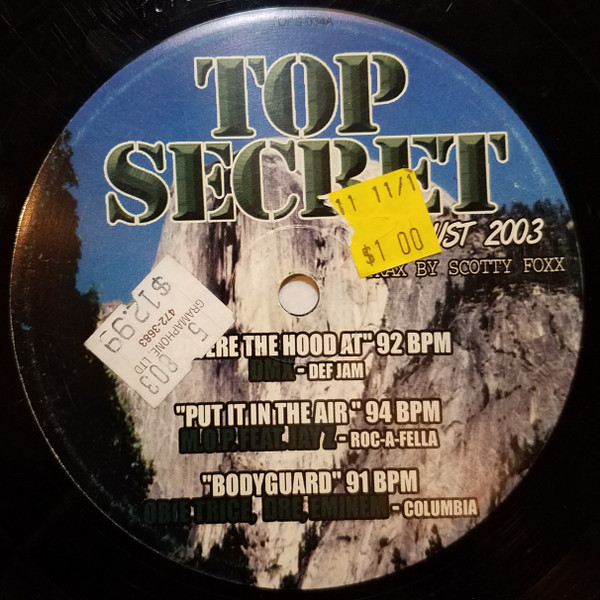 TOP
SECRET
UST 2003
RAX BY SCOTTY FOXX
11 11/1
$1 00
GRAMAPHONE LTD
472-3683
$12.99
5 803
ERE THE HOOD AT" 92 BPM
DMX - DEF JAM
"PUT IT IN THE AIR" 94 BPM
M.O.P. FEAT. JAY Z - ROC-A-FELLA
"BODYGUARD" 91 BPM
OBIE TRICE, DRE, EMINEM - COLUMBIA